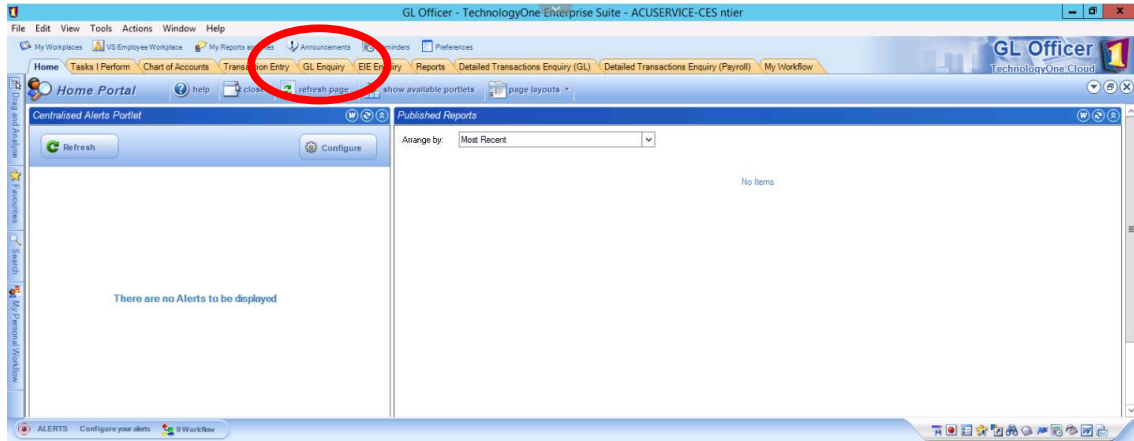 GL Officer - TechnologyOne Enterprise Suite - ACUSERVICE-CES ntier
File Edit View Tools Actions Window Help
My Workplaces VS Employee Workplace My Reports Announcements Preferences
GL Officer
TechnologyOne Cloud
Home Tasks I Perform Chart of Accounts Transaction Entry GL Enquiry EIE Reports Detailed Transactions Enquiry (GL) Detailed Transactions Enquiry (Payroll) My Workflow
Home Portal help close refresh page show available portlets page layouts
Drag and Analyse
Favourites
Search
My Personal Workflow
Centralised Alerts Portlet
Refresh Configure
There are no Alerts to be displayed
Published Reports
Arrange by: Most Recent
No Items
ALERTS Configure your alerts 0 Workflow